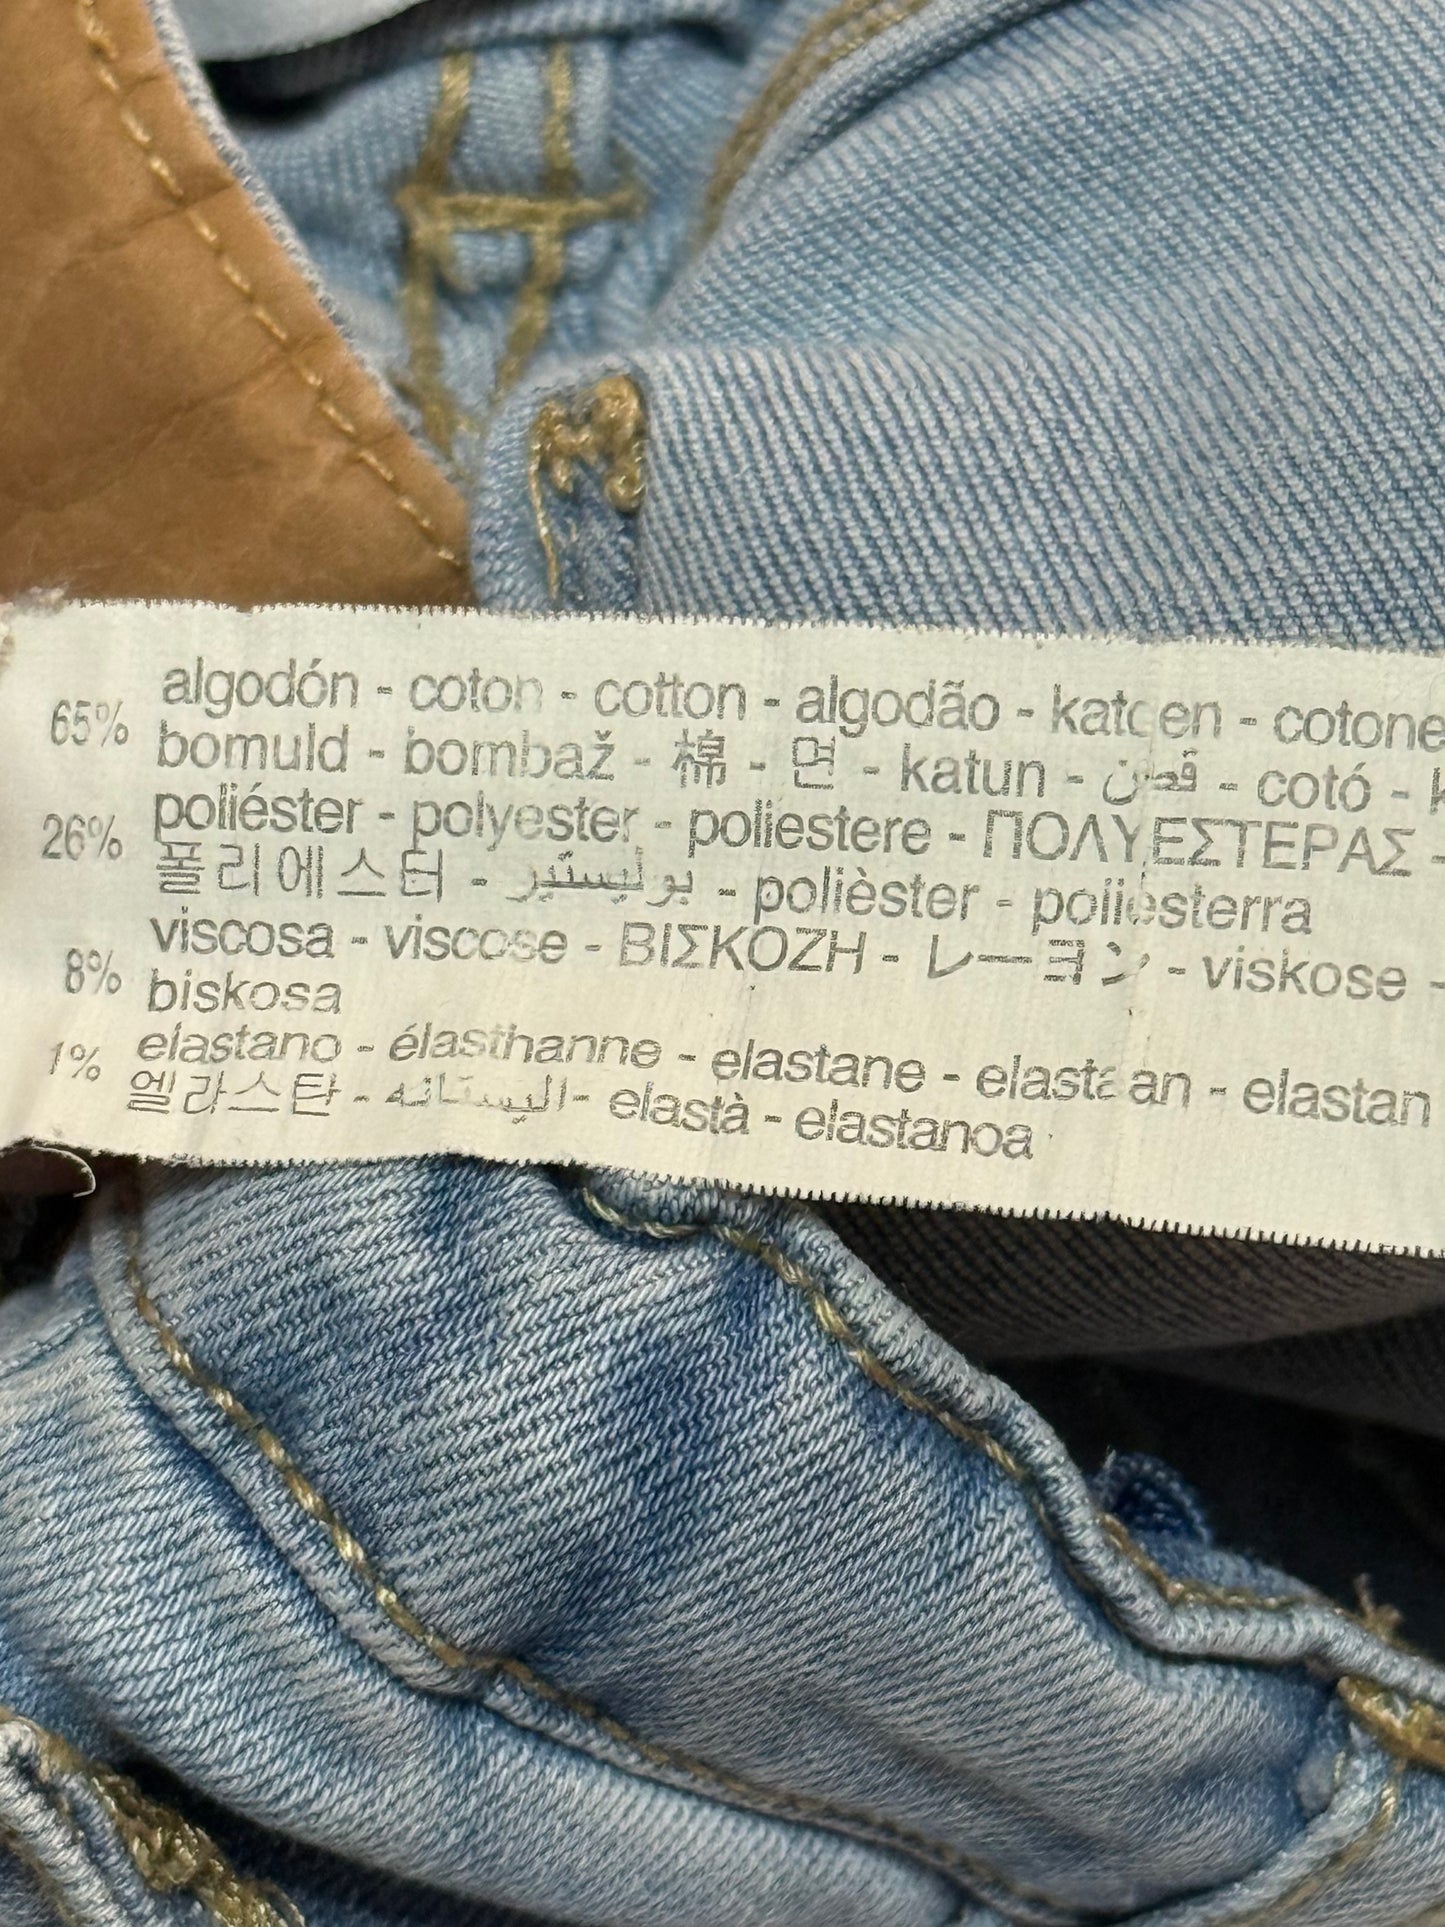 65% algodón - coton - cotton - algodão - katoen - cotone
bomuld - bombaž - 棉 - 면 - katun - قطن - cotó -
26% poliéster - polyester - poliestere - ΠΟΛΥΕΣΤΕΡΑΣ -
폴리에스터 - بوليستير - polièster - poliesterra
8% viscosa - viscose - ΒΙΣΚΟΖΗ - レーヨン - viskose -
biskosa
1% elastano - élasthanne - elastane - elastaan - elastan
엘라스탄 - اليستانه - elastà - elastanoa